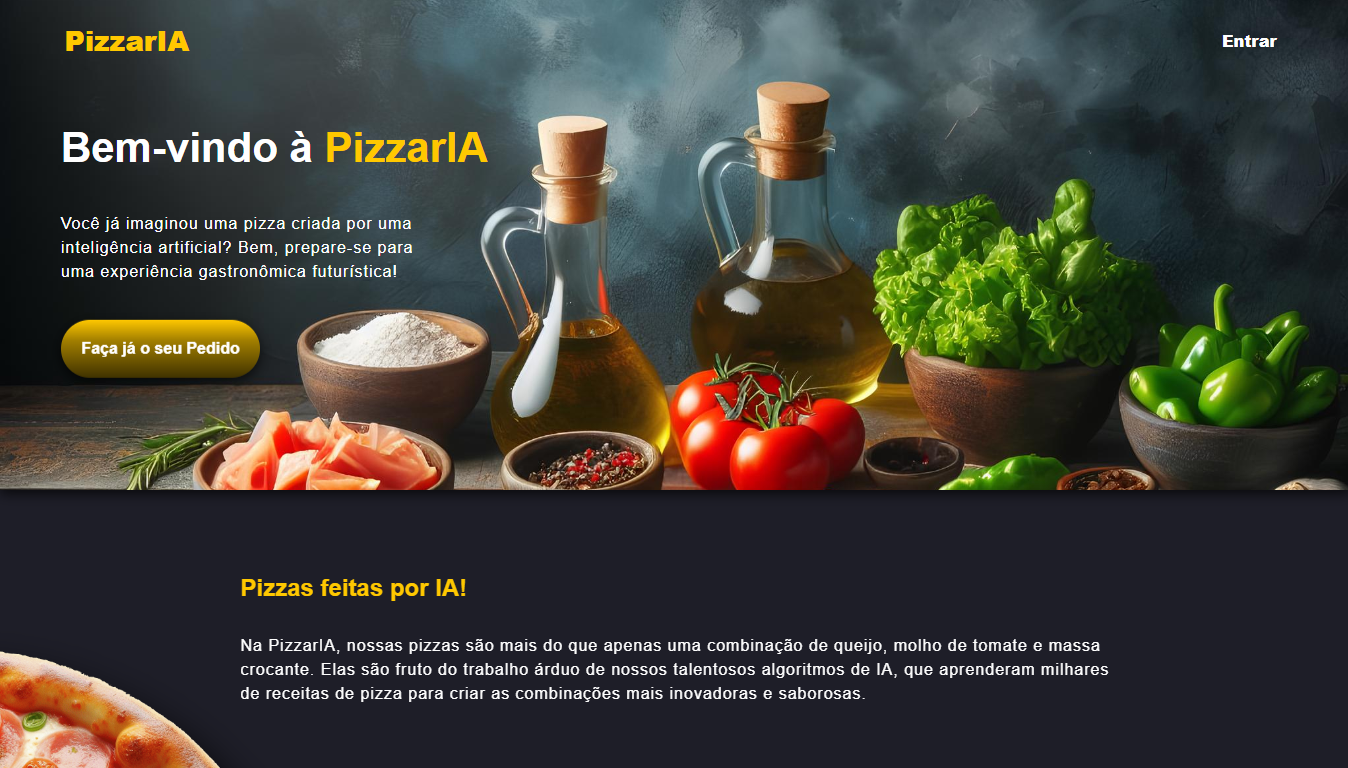 PizzarIA
Entrar
Bem-vindo à PizzarIA
Você já imaginou uma pizza criada por uma
inteligência artificial? Bem, prepare-se para
uma experiência gastronômica futurística!
Faça já o seu Pedido
Pizzas feitas por IA!
Na PizzarIA, nossas pizzas são mais do que apenas uma combinação de queijo, molho de tomate e massa
crocante. Elas são fruto do trabalho árduo de nossos talentosos algoritmos de IA, que aprenderam milhares
de receitas de pizza para criar as combinações mais inovadoras e saborosas.